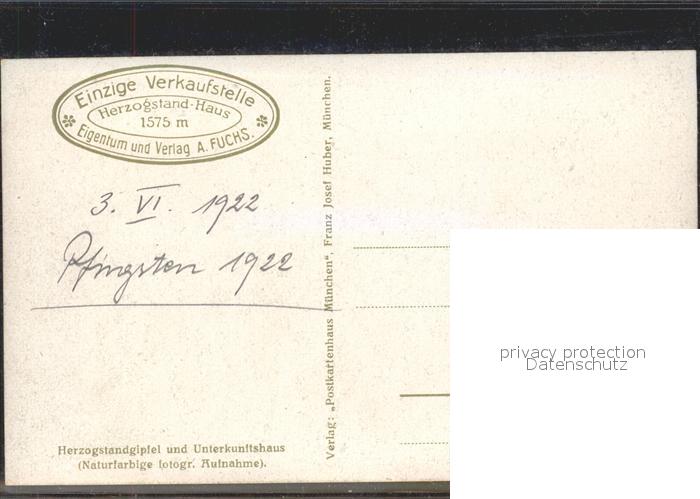 Einzige Verkaufstelle
Herzogstand-Haus
1575 m
Eigentum und Verlag A. FUCHS.
3. VI. 1922
Pfingsten 1922
Herzogstandgipfel und Unterkunftshaus
(Naturfarbige fotogr. Aufnahme).
Verlag: „Postkartenhaus München“, Franz Josef Huber, München.
privacy protection
Datenschutz